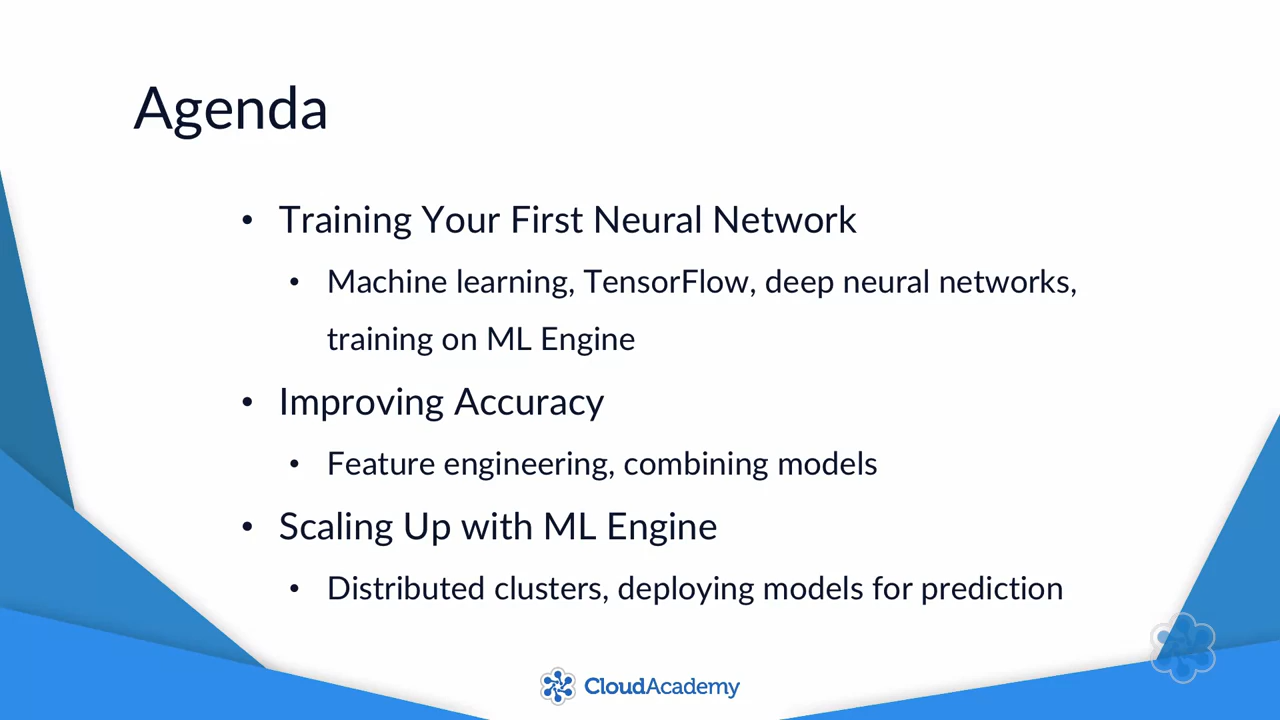 Agenda
• Training Your First Neural Network
• Machine learning, TensorFlow, deep neural networks,
training on ML Engine
• Improving Accuracy
• Feature engineering, combining models
• Scaling Up with ML Engine
• Distributed clusters, deploying models for prediction
CloudAcademy